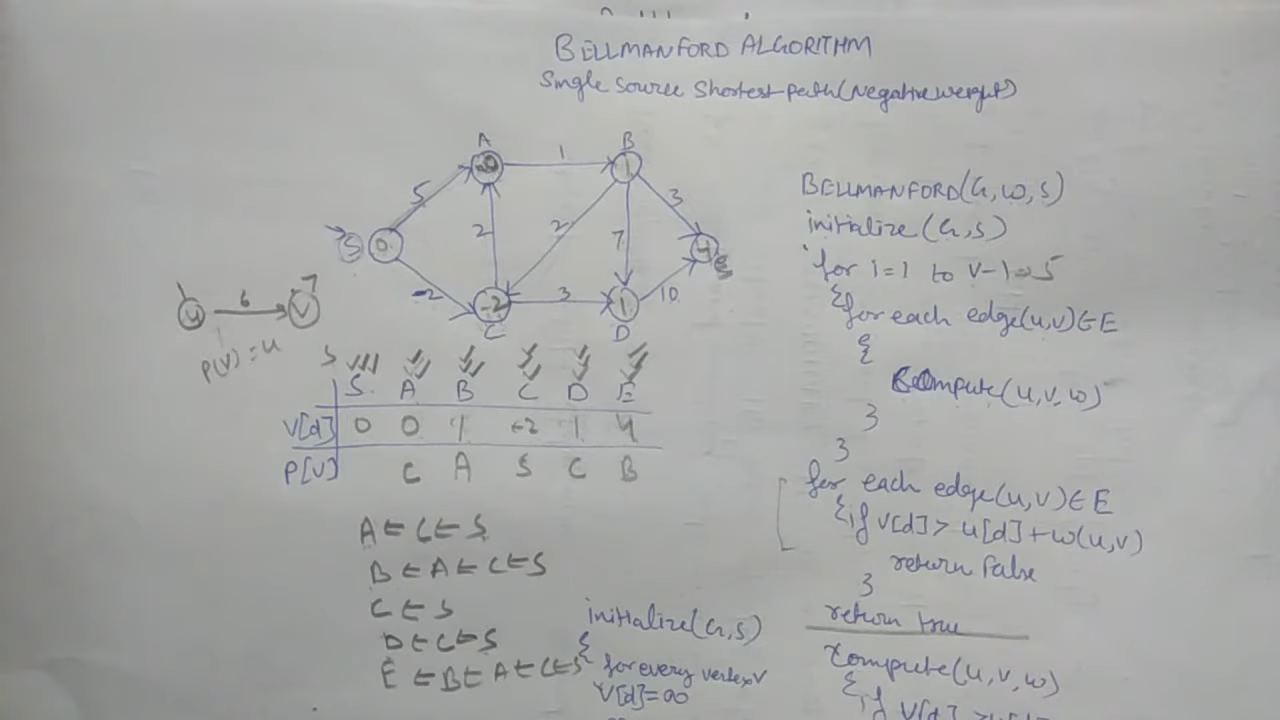 BELLMANFORD ALGORITHM
Single source Shortest path (Negative weight)
A
B
1
5
3
S
0
1
2
2
7
4
E
-2
-2
3
1
10
C
D
u
6
7
v
P(V) = u
S
S A B C D E
V[d] 0 0 1 -2 1 4
P[V] C A S C B
A ← C ← S
B ← A ← C ← S
C ← S
D ← C ← S
E ← B ← A ← C ← S
initialize(G,S)
{
for every vertex V
V[d]=∞
BELLMANFORD(G,W,S)
initialize (G,S)
for i=1 to V-1 = 5
{for each edge(u,v)∈E
{
Compute(u,v,w)
}
}
for each edge(u,v)∈E
{if V[d] > u[d]+w(u,v)
return false
}
return true
Compute(u,v,w)
{if V[d] >